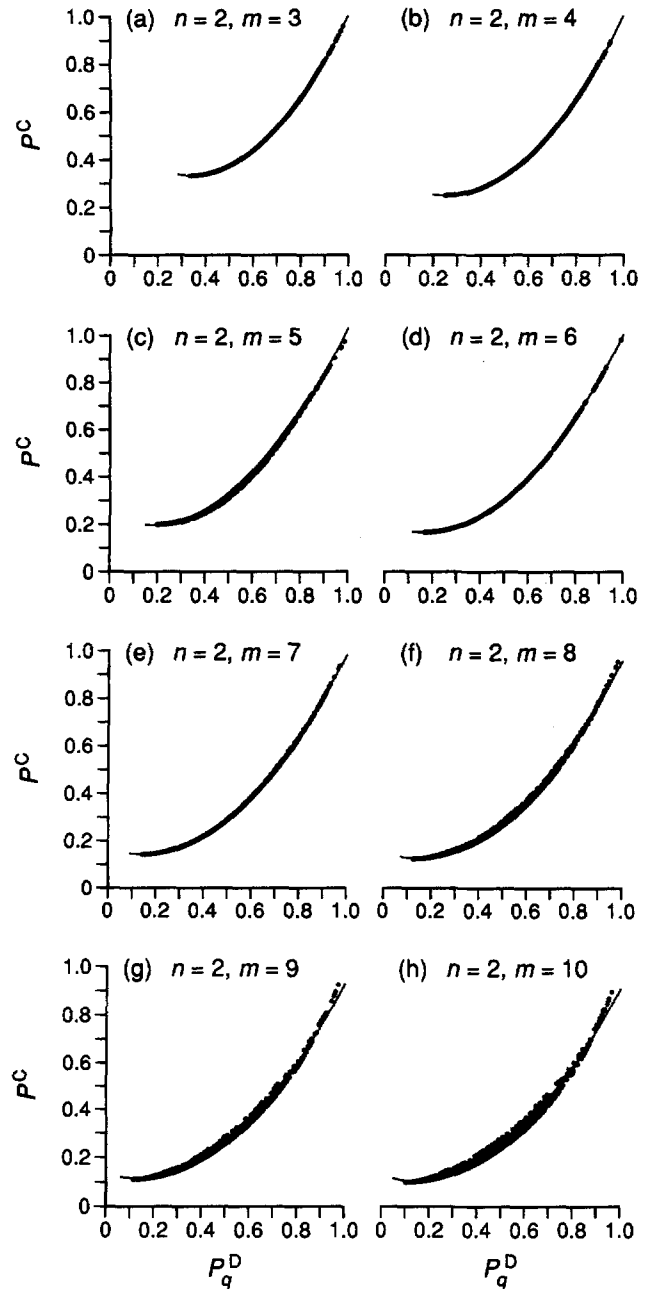 (a) n = 2, m = 3
(b) n = 2, m = 4
1.0
0.8
0.6
0.4
0.2
0
P^C
0 0.2 0.4 0.6 0.8 1.0
0 0.2 0.4 0.6 0.8 1.0
(c) n = 2, m = 5
(d) n = 2, m = 6
1.0
0.8
0.6
0.4
0.2
0
P^C
0 0.2 0.4 0.6 0.8 1.0
0 0.2 0.4 0.6 0.8 1.0
(e) n = 2, m = 7
(f) n = 2, m = 8
1.0
0.8
0.6
0.4
0.2
0
P^C
0 0.2 0.4 0.6 0.8 1.0
0 0.2 0.4 0.6 0.8 1.0
(g) n = 2, m = 9
(h) n = 2, m = 10
1.0
0.8
0.6
0.4
0.2
0
P^C
0 0.2 0.4 0.6 0.8 1.0
0 0.2 0.4 0.6 0.8 1.0
P_q^D
P_q^D